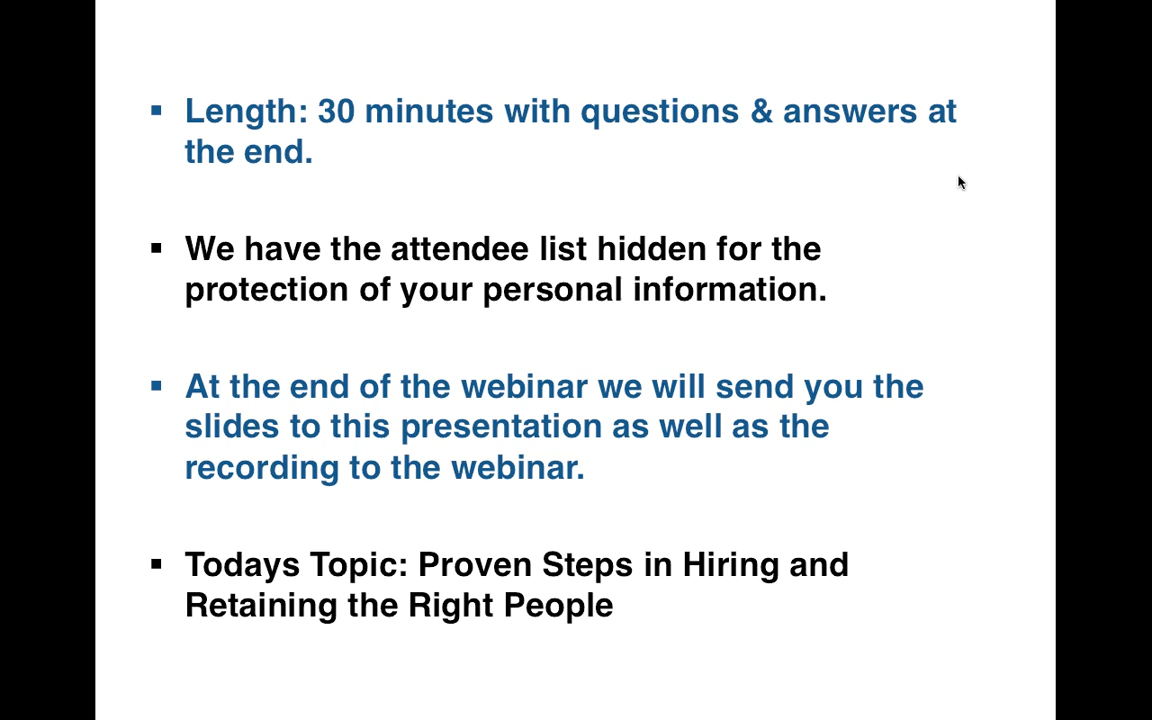 ▪ Length: 30 minutes with questions & answers at
the end.
▪ We have the attendee list hidden for the
protection of your personal information.
▪ At the end of the webinar we will send you the
slides to this presentation as well as the
recording to the webinar.
▪ Todays Topic: Proven Steps in Hiring and
Retaining the Right People